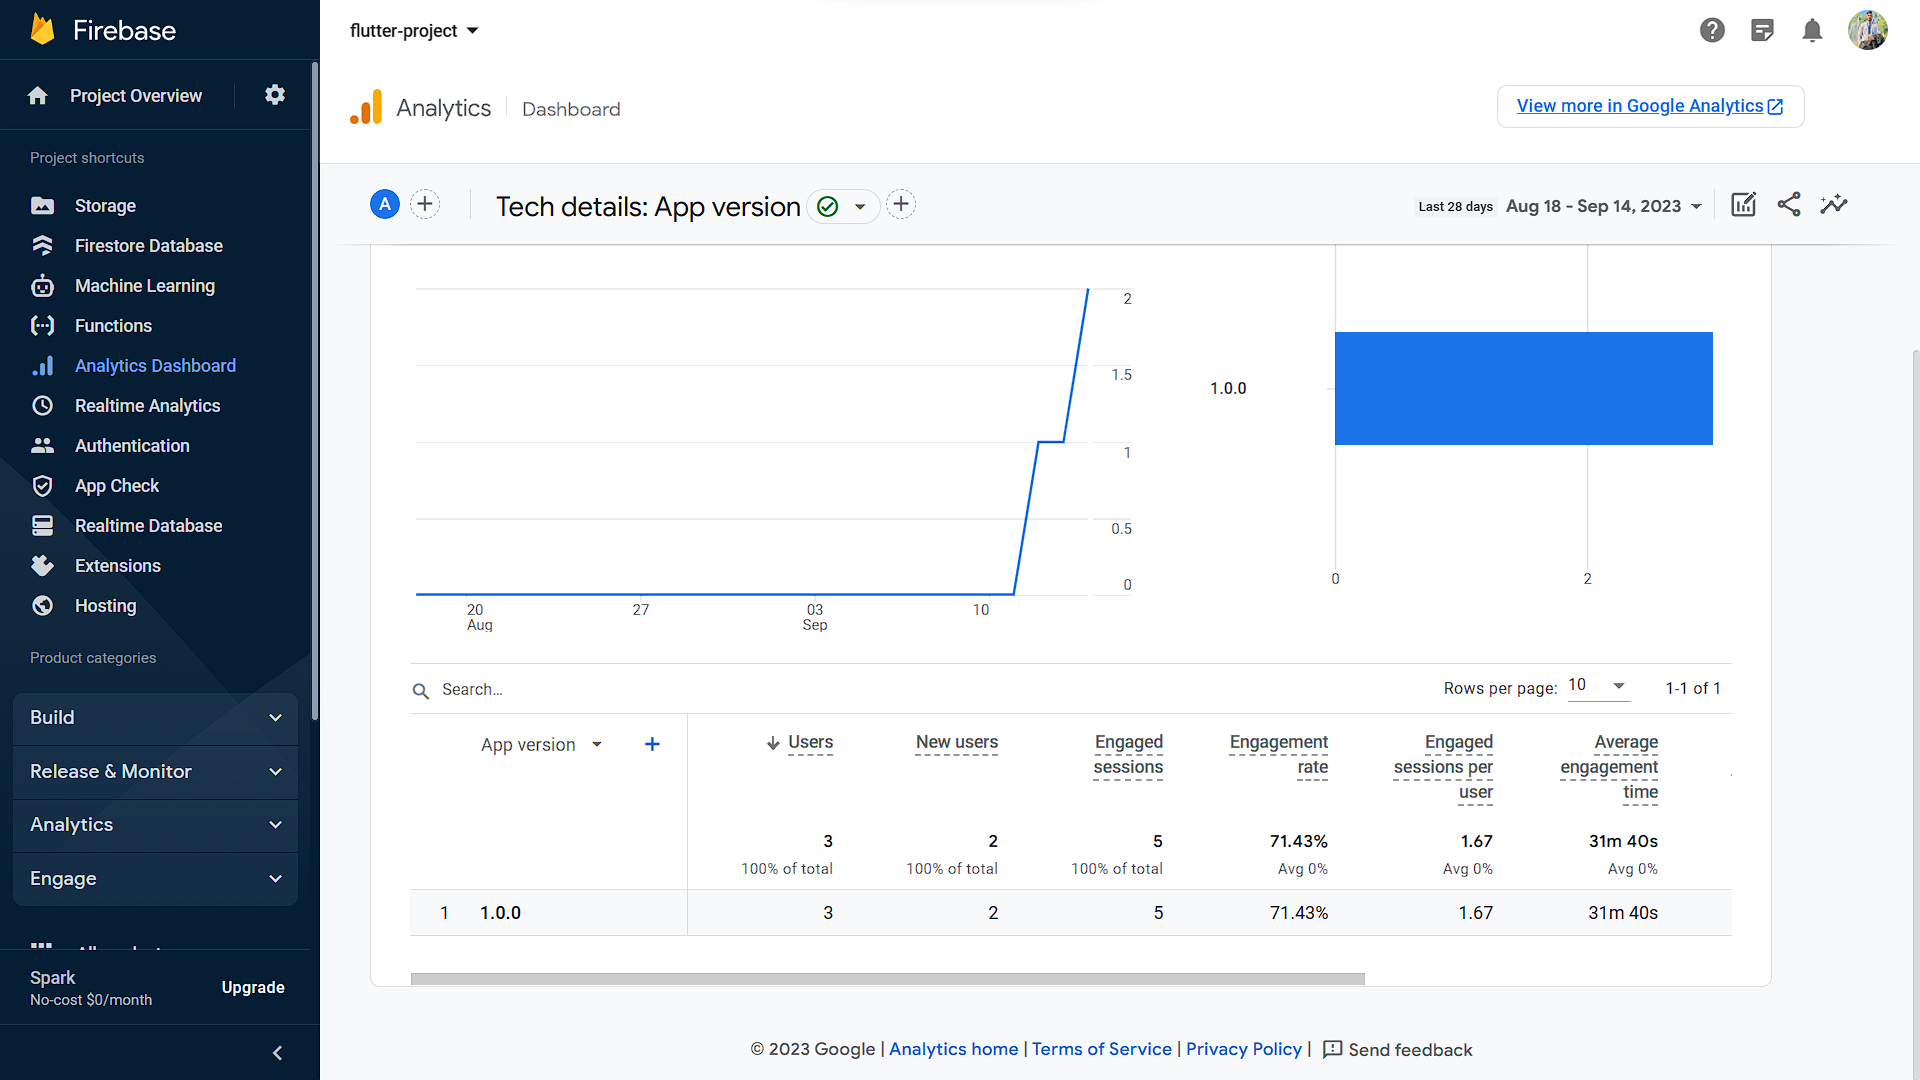 Firebase
Project Overview
Project shortcuts
Storage
Firestore Database
Machine Learning
Functions
Analytics Dashboard
Realtime Analytics
Authentication
App Check
Realtime Database
Extensions
Hosting
Product categories
Build
Release & Monitor
Analytics
Engage
Spark
No-cost $0/month
Upgrade
flutter-project
Analytics
Dashboard
View more in Google Analytics
A
Tech details: App version
Last 28 days
Aug 18 - Sep 14, 2023
2
1.5
1
0.5
0
20
Aug
27
03
Sep
10
1.0.0
0
2
Search...
Rows per page: 10
1-1 of 1
App version
Users
New users
Engaged
sessions
Engagement
rate
Engaged
sessions per
user
Average
engagement
time
3 2 5 71.43% 1.67 31m 40s
100% of total 100% of total 100% of total Avg 0% Avg 0% Avg 0%
1 1.0.0 3 2 5 71.43% 1.67 31m 40s
© 2023 Google | Analytics home | Terms of Service | Privacy Policy | Send feedback